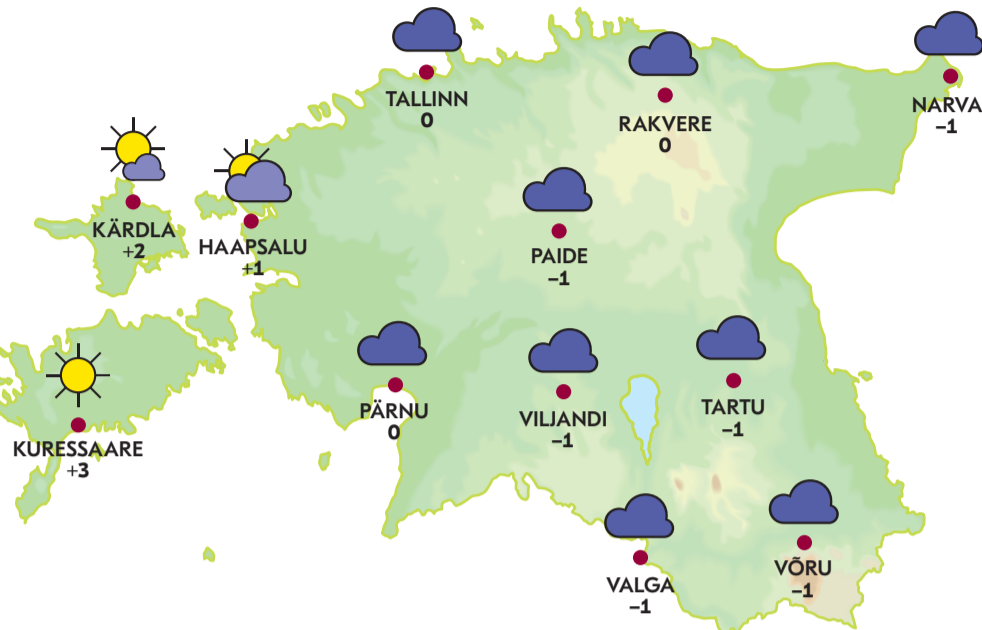 TALLINN
0
RAKVERE
0
NARVA
–1
KÄRDLA
+2
HAAPSALU
+1
PAIDE
–1
PÄRNU
0
VILJANDI
–1
TARTU
–1
KURESSAARE
+3
VALGA
–1
VÕRU
–1